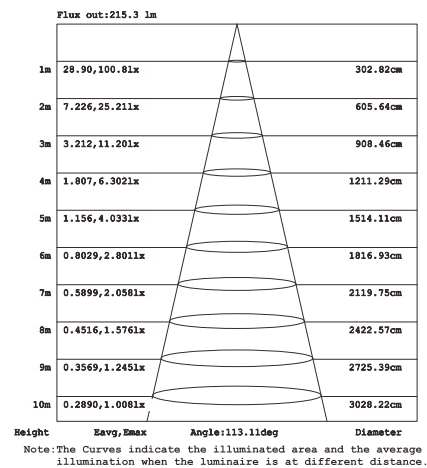 Flux out:215.3 lm
1m 28.90,100.8lx 302.82cm
2m 7.226,25.21lx 605.64cm
3m 3.212,11.20lx 908.46cm
4m 1.807,6.302lx 1211.29cm
5m 1.156,4.033lx 1514.11cm
6m 0.8029,2.801lx 1816.93cm
7m 0.5899,2.058lx 2119.75cm
8m 0.4516,1.576lx 2422.57cm
9m 0.3569,1.245lx 2725.39cm
10m 0.2890,1.008lx 3028.22cm
Height Eavg,Emax Angle:113.11deg Diameter
Note:The Curves indicate the illuminated area and the average
illumination when the luminaire is at different distance.